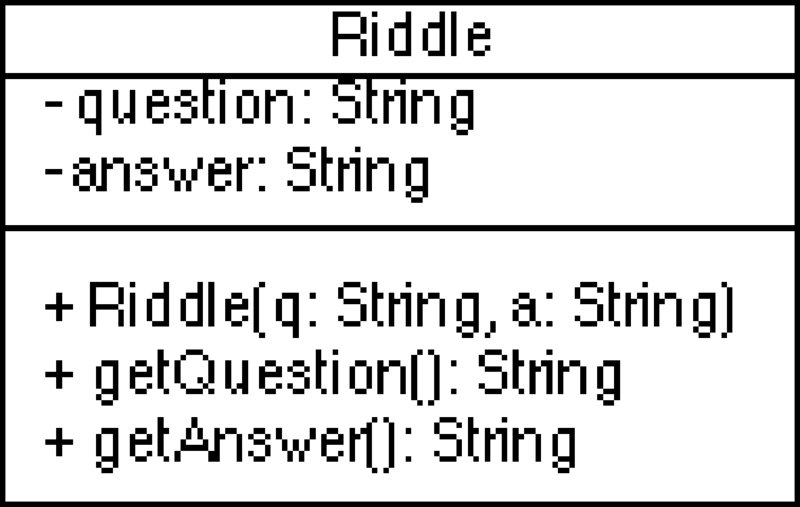 Riddle
- question: String
- answer: String
+ Riddle(q: String, a: String)
+ getQuestion(): String
+ getAnswer(): String